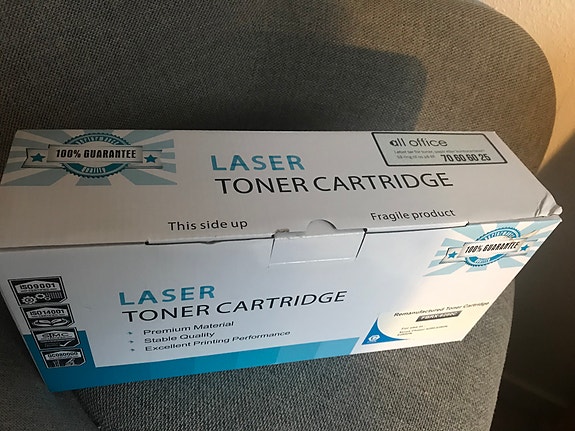 100% GUARANTEE
LASER
TONER CARTRIDGE
all office
70 60 60 25
This side up
Fragile product
100% GUARANTEE
ISO9001
ISO14001
STMC
LASER
TONER CARTRIDGE
Premium Material
Stable Quality
Excellent Printing Performance
Remanufactured Toner Cartridge